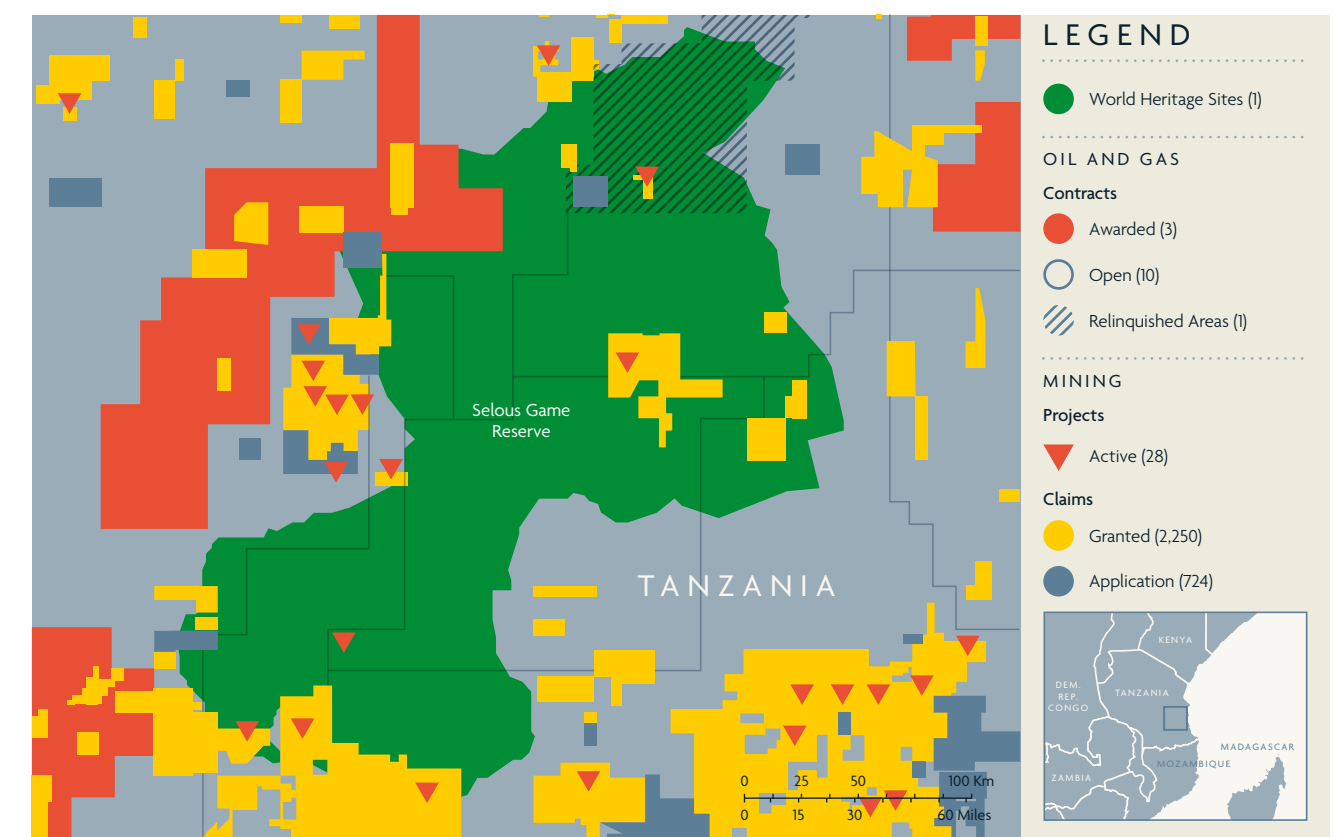 LEGEND
World Heritage Sites (1)
OIL AND GAS
Contracts
Awarded (3)
Open (10)
Relinquished Areas (1)
MINING
Projects
Active (28)
Claims
Granted (2,250)
Application (724)
Selous Game
Reserve
TANZANIA
0 25 50 100 Km
0 15 30 60 Miles
KENYA
DEM.
REP.
CONGO
TANZANIA
MADAGASCAR
MOZAMBIQUE
ZAMBIA